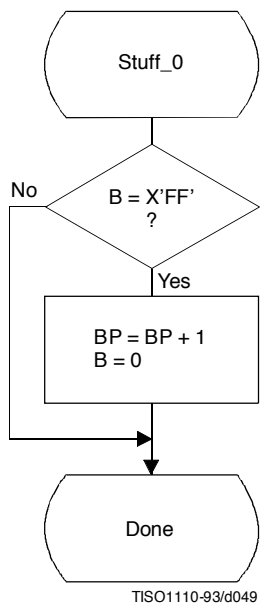 Stuff_0
B = X'FF'
?
No
Yes
BP = BP + 1
B = 0
Done
TISO1110-93/d049